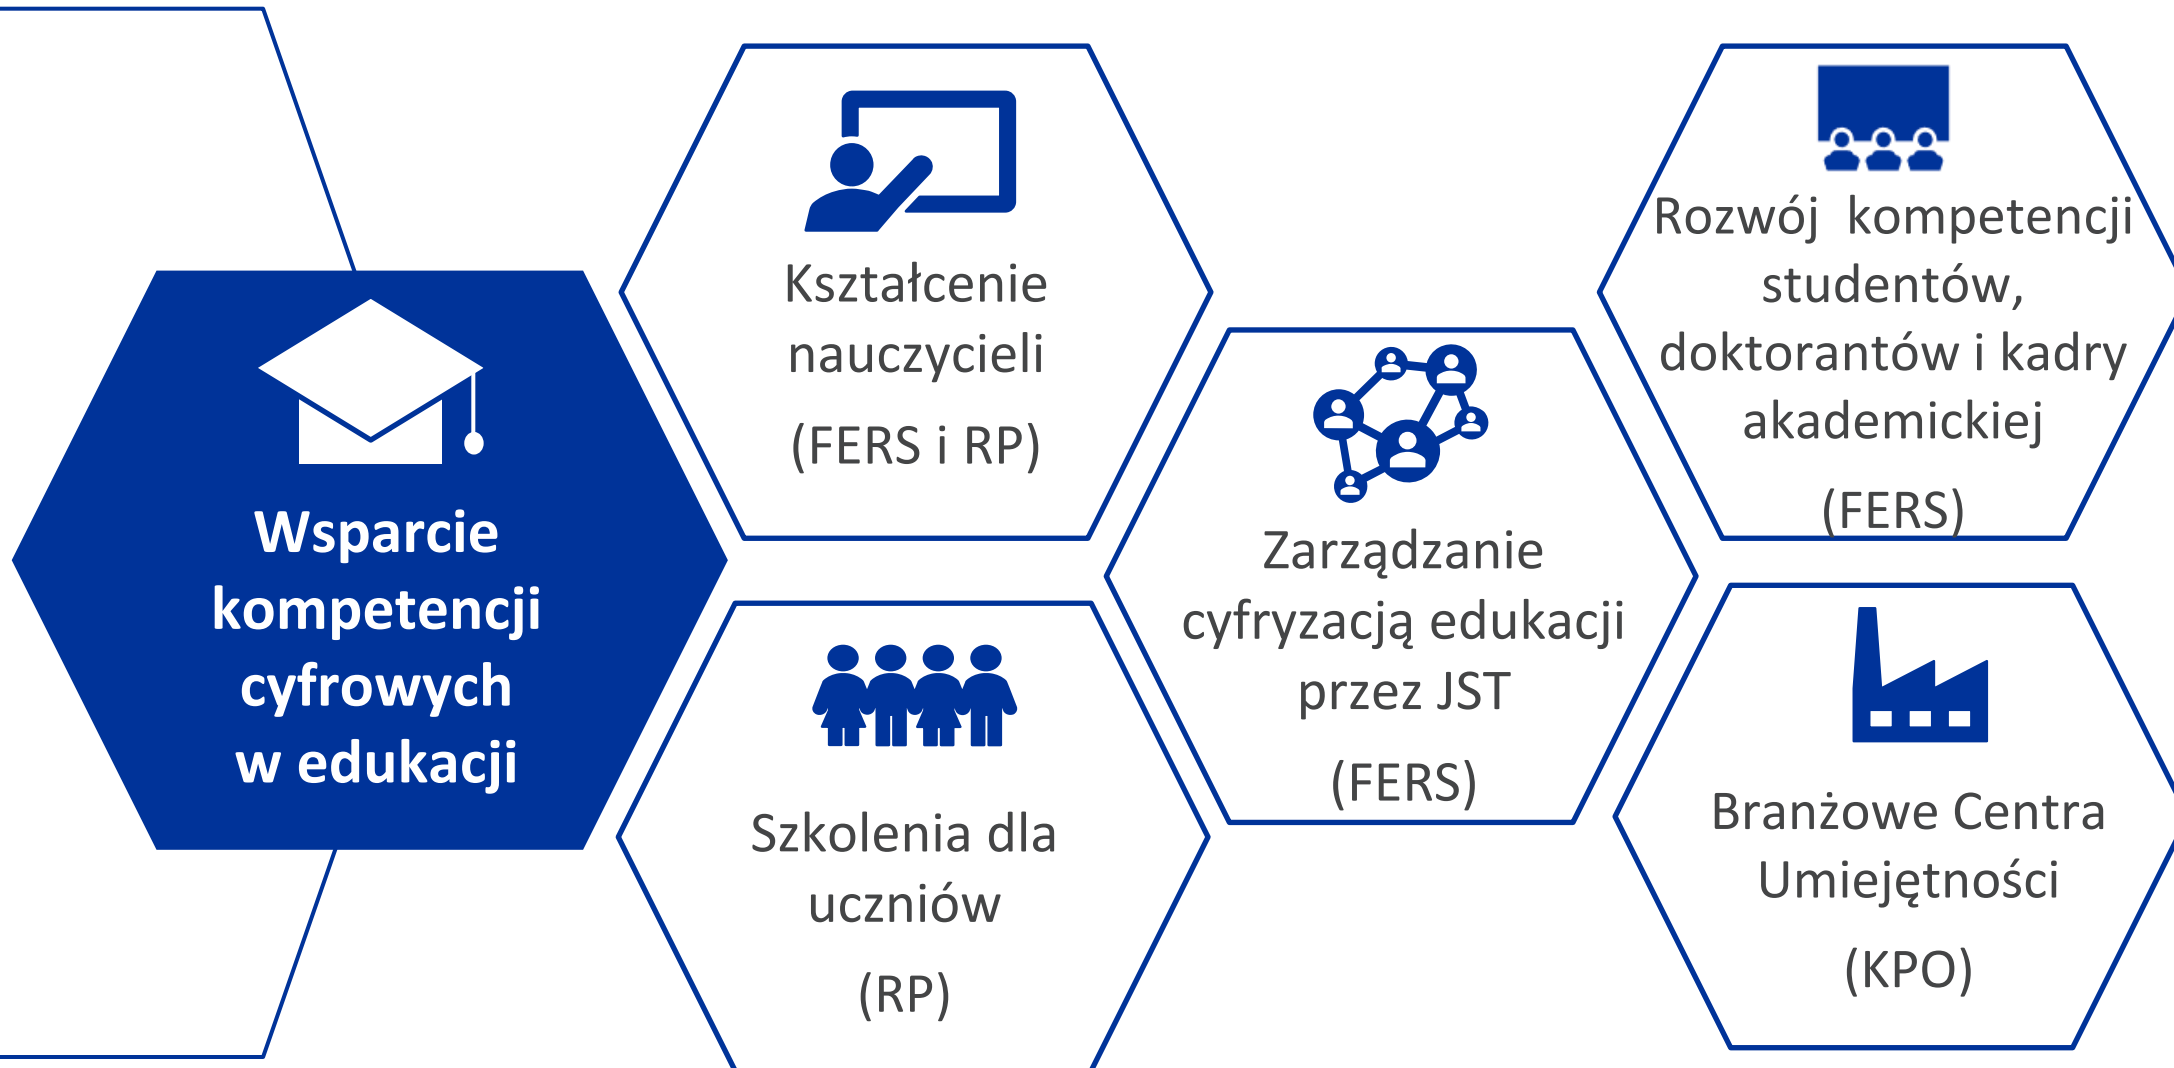 Wsparcie
kompetencji
cyfrowych
w edukacji
Kształcenie
nauczycieli
(FERS i RP)
Szkolenia dla
uczniów
(RP)
Zarządzanie
cyfryzacją edukacji
przez JST
(FERS)
Rozwój  kompetencji
studentów,
doktorantów i kadry
akademickiej
(FERS)
Branżowe Centra
Umiejętności
(KPO)